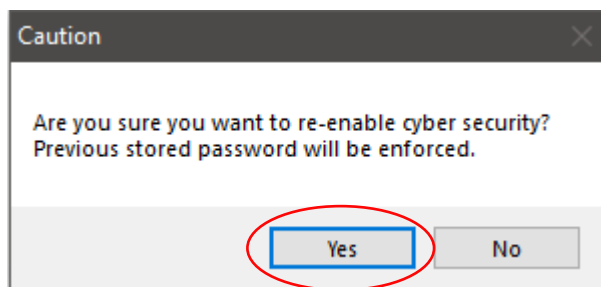 Caution
Are you sure you want to re-enable cyber security?
Previous stored password will be enforced.
Yes
No